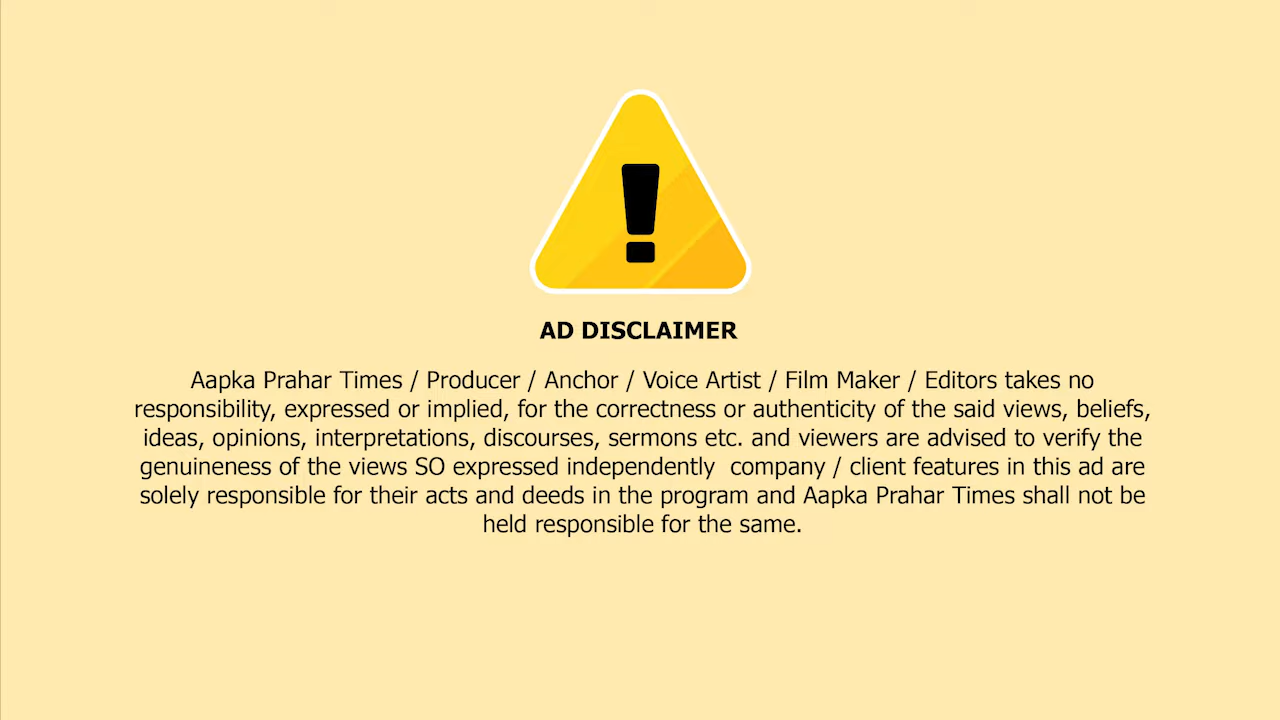 AD DISCLAIMER
Aapka Prahar Times / Producer / Anchor / Voice Artist / Film Maker / Editors takes no
responsibility, expressed or implied, for the correctness or authenticity of the said views, beliefs,
ideas, opinions, interpretations, discourses, sermons etc. and viewers are advised to verify the
genuineness of the views SO expressed independently  company / client features in this ad are
solely responsible for their acts and deeds in the program and Aapka Prahar Times shall not be
held responsible for the same.